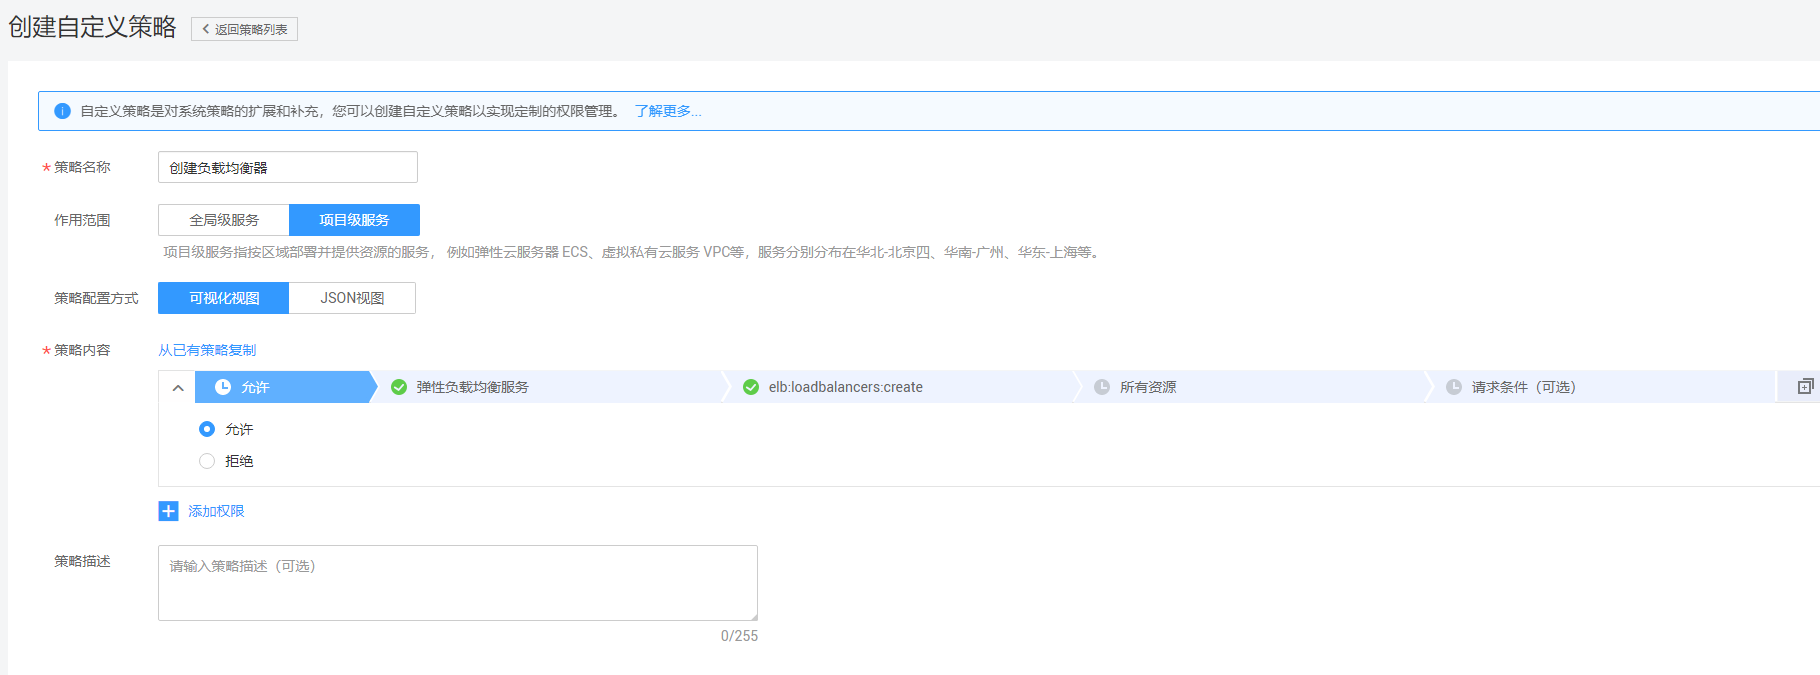 创建自定义策略 返回策略列表
自定义策略是对系统策略的扩展和补充，您可以创建自定义策略以实现定制的权限管理。 了解更多...
* 策略名称 创建负载均衡器
作用范围 全局级服务 项目级服务
项目级服务指按区域部署并提供资源的服务， 例如弹性云服务器 ECS、虚拟私有云服务 VPC等，服务分别分布在华北-北京四、华南-广州、华东-上海等。
策略配置方式 可视化视图 JSON视图
* 策略内容 从已有策略复制
允许 弹性负载均衡服务 elb:loadbalancers:create 所有资源 请求条件（可选）
允许
拒绝
添加权限
策略描述 请输入策略描述（可选）
0/255